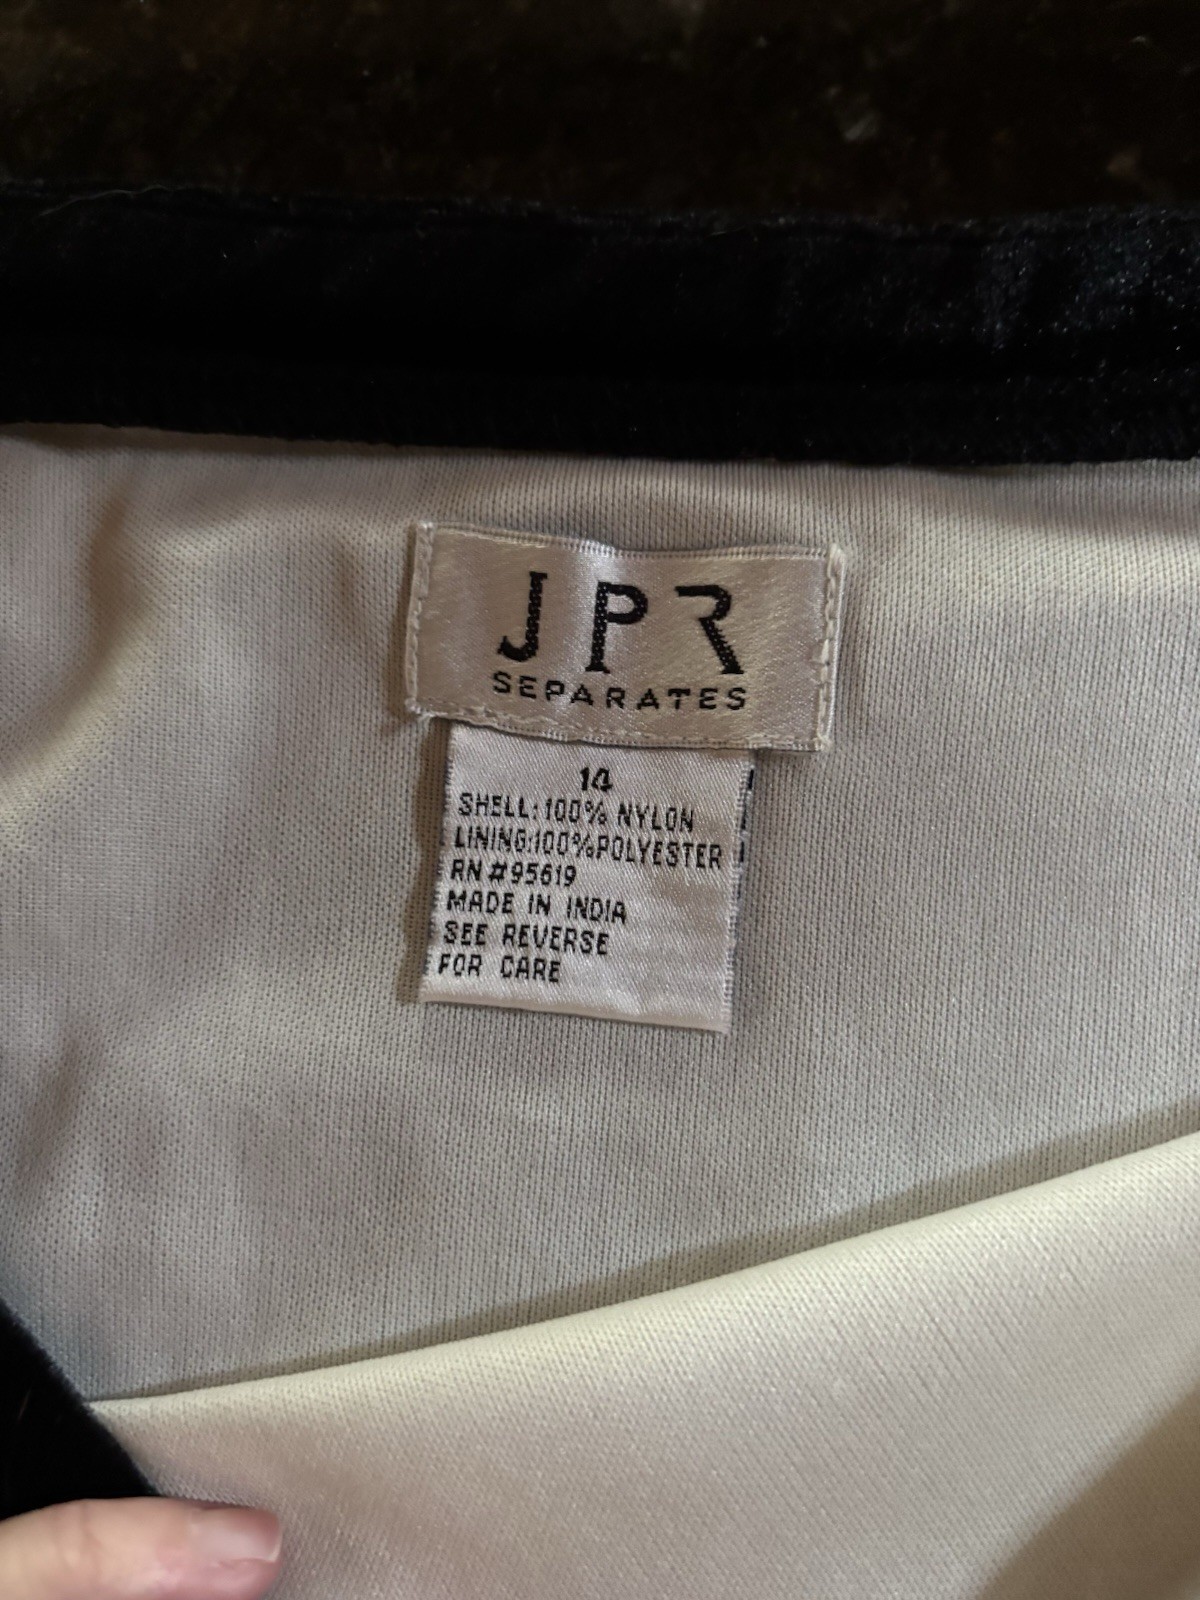 JPR
SEPARATES
14
SHELL:100% NYLON
LINING:100%POLYESTER
RN #95619
MADE IN INDIA
SEE REVERSE
FOR CARE